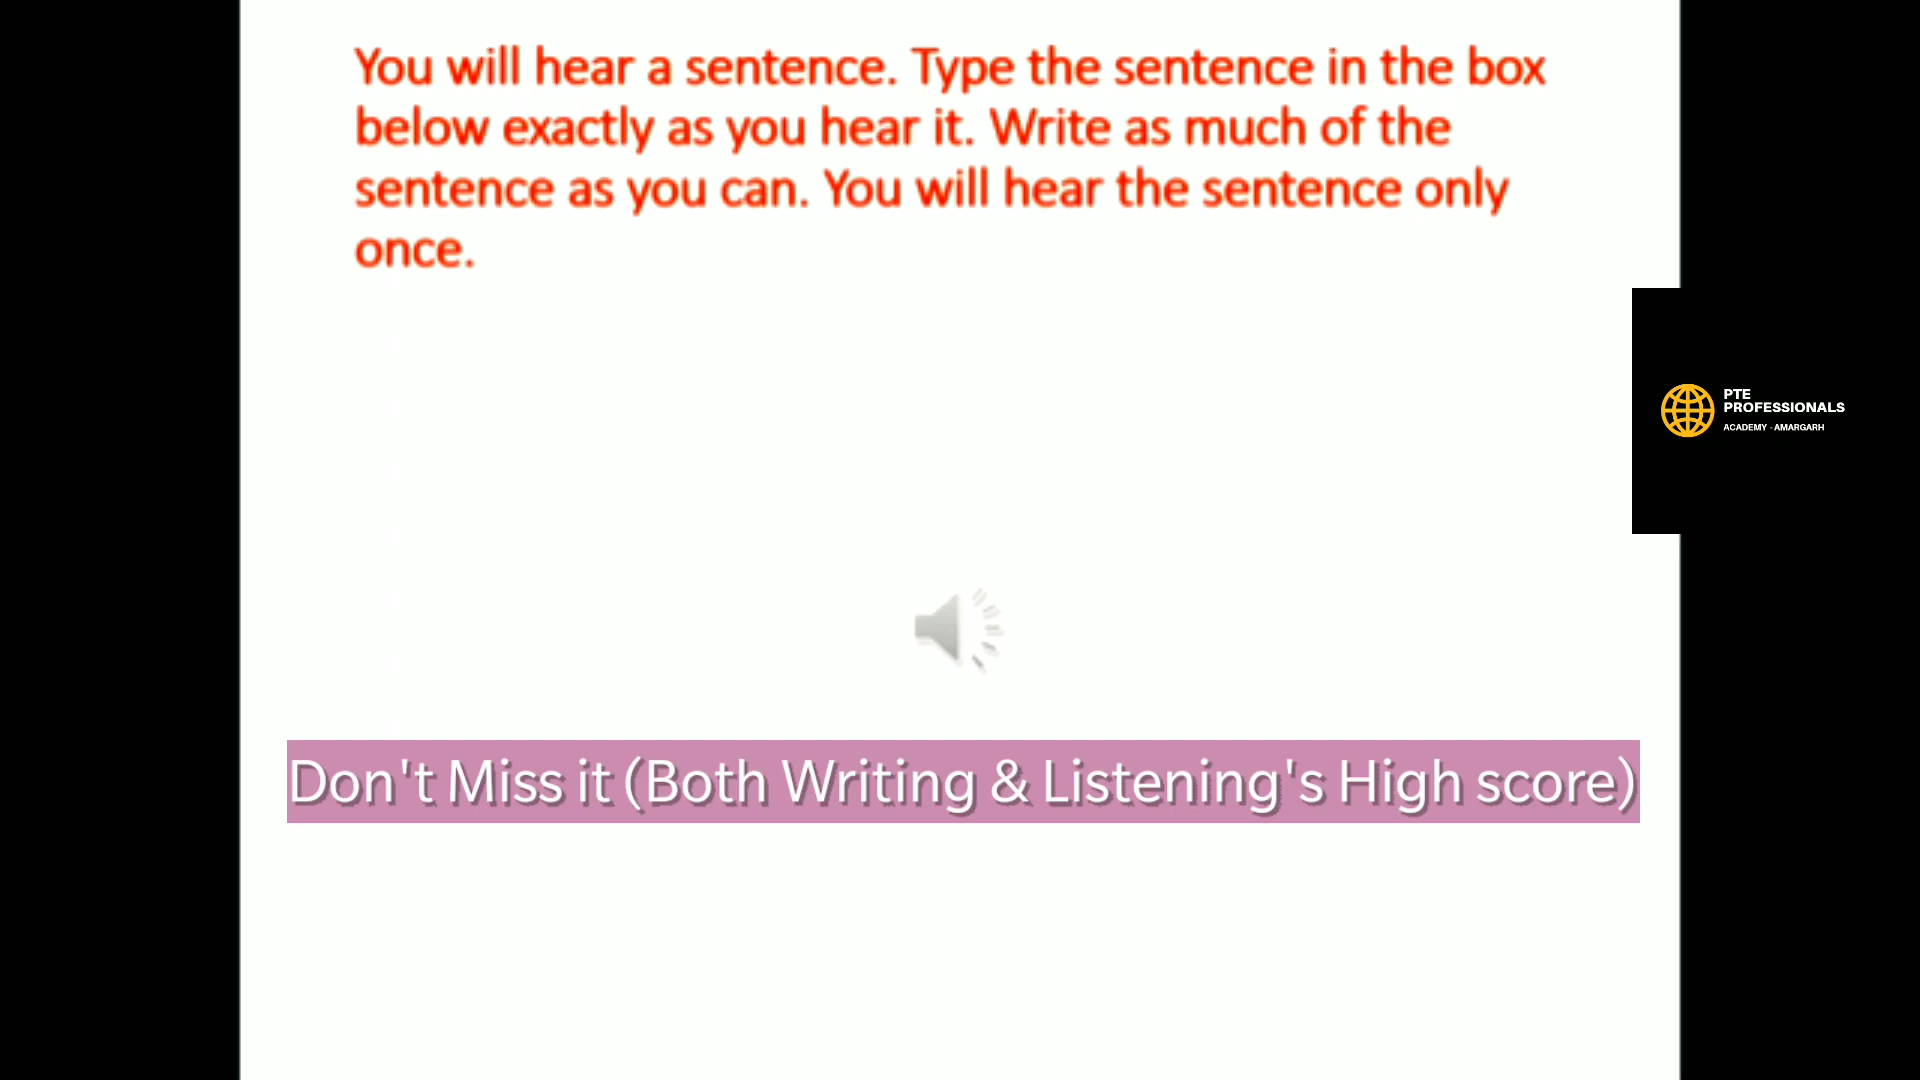 You will hear a sentence. Type the sentence in the box
below exactly as you hear it. Write as much of the
sentence as you can. You will hear the sentence only
once.
PTE
PROFESSIONALS
ACADEMY - AMARGARH
Don't Miss it (Both Writing & Listening's High score)